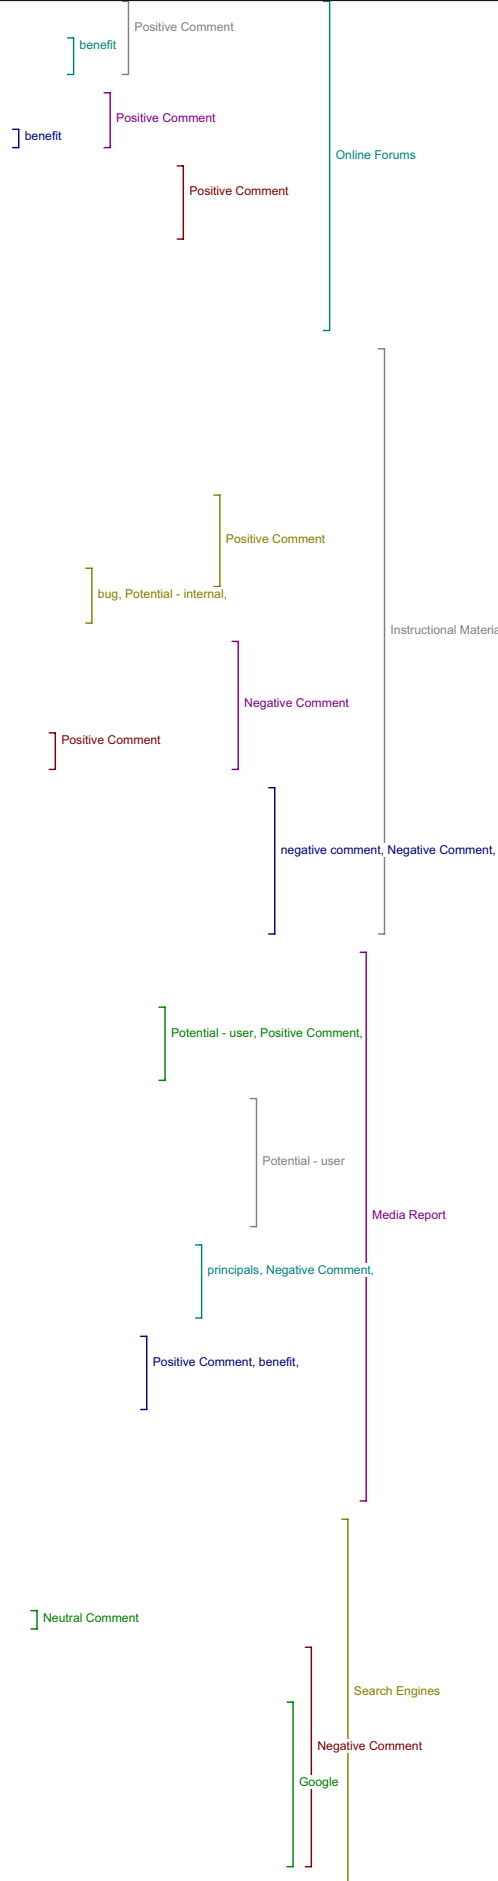 Positive Comment
benefit
Positive Comment
benefit
Online Forums
Positive Comment
Positive Comment
bug, Potential - internal,
Instructional Materia
Negative Comment
Positive Comment
negative comment, Negative Comment,
Potential - user, Positive Comment,
Potential - user
Media Report
principals, Negative Comment,
Positive Comment, benefit,
Neutral Comment
Search Engines
Negative Comment
Google